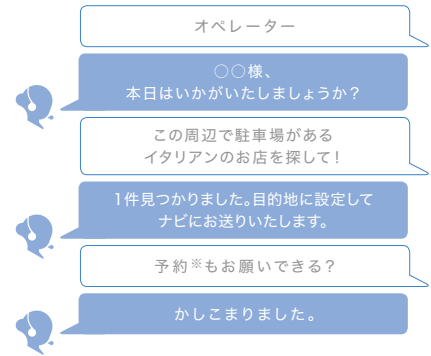 オペレーター
○○様、
本日はいかがいたしましょうか?
この周辺で駐車場がある
イタリアンのお店を探して!
1件見つかりました。目的地に設定して
ナビにお送りいたします。
予約※もお願いできる?
かしこまりました。